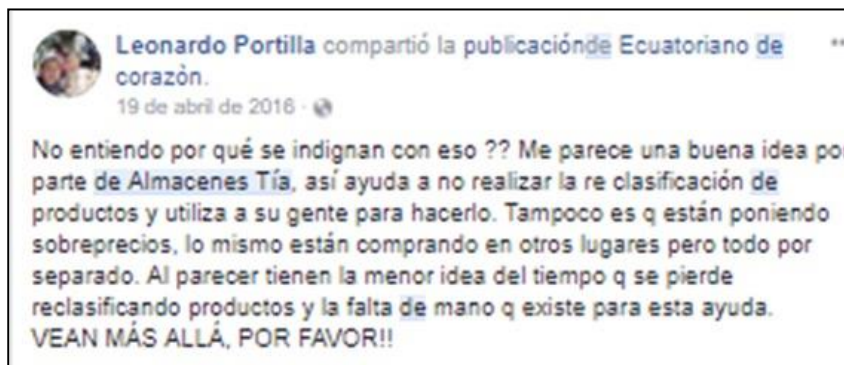 Leonardo Portilla compartió la publicaciónde Ecuatoriano de
corazòn.
19 de abril de 2016 ·
No entiendo por qué se indignan con eso ?? Me parece una buena idea por
parte de Almacenes Tía, así ayuda a no realizar la re clasificación de
productos y utiliza a su gente para hacerlo. Tampoco es q están poniendo
sobreprecios, lo mismo están comprando en otros lugares pero todo por
separado. Al parecer tienen la menor idea del tiempo q se pierde
reclasificando productos y la falta de mano q existe para esta ayuda.
VEAN MÁS ALLÁ, POR FAVOR!!